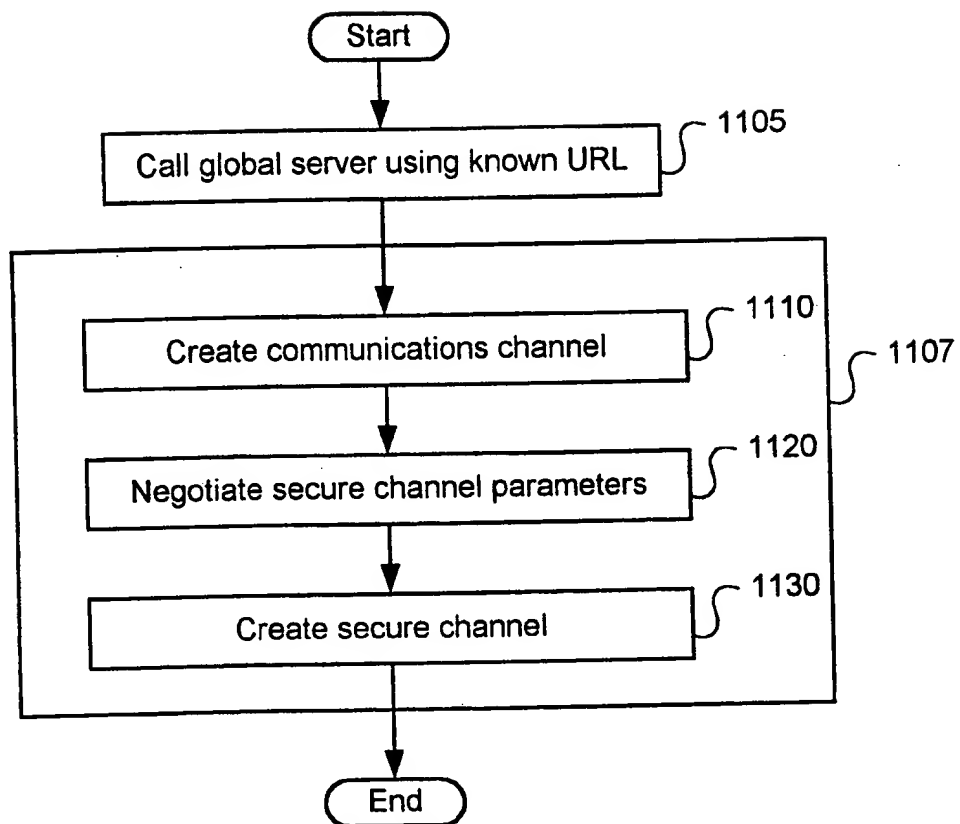 Start
Call global server using known URL
1105
Create communications channel
1110
1107
Negotiate secure channel parameters
1120
Create secure channel
1130
End